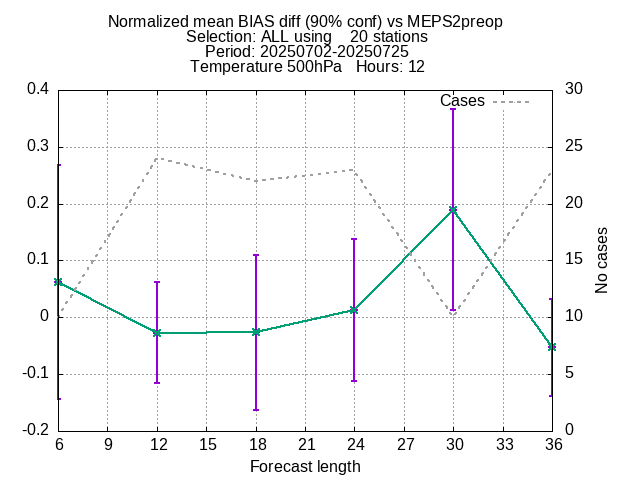 Normalized mean BIAS diff (90% conf) vs MEPS2preop
Selection: ALL using    20 stations
Period: 20250702-20250725
Temperature 500hPa   Hours: 12
Cases
0.4
0.3
0.2
0.1
0
-0.1
-0.2
30
25
20
15
10
5
0
No cases
6 9 12 15 18 21 24 27 30 33 36
Forecast length